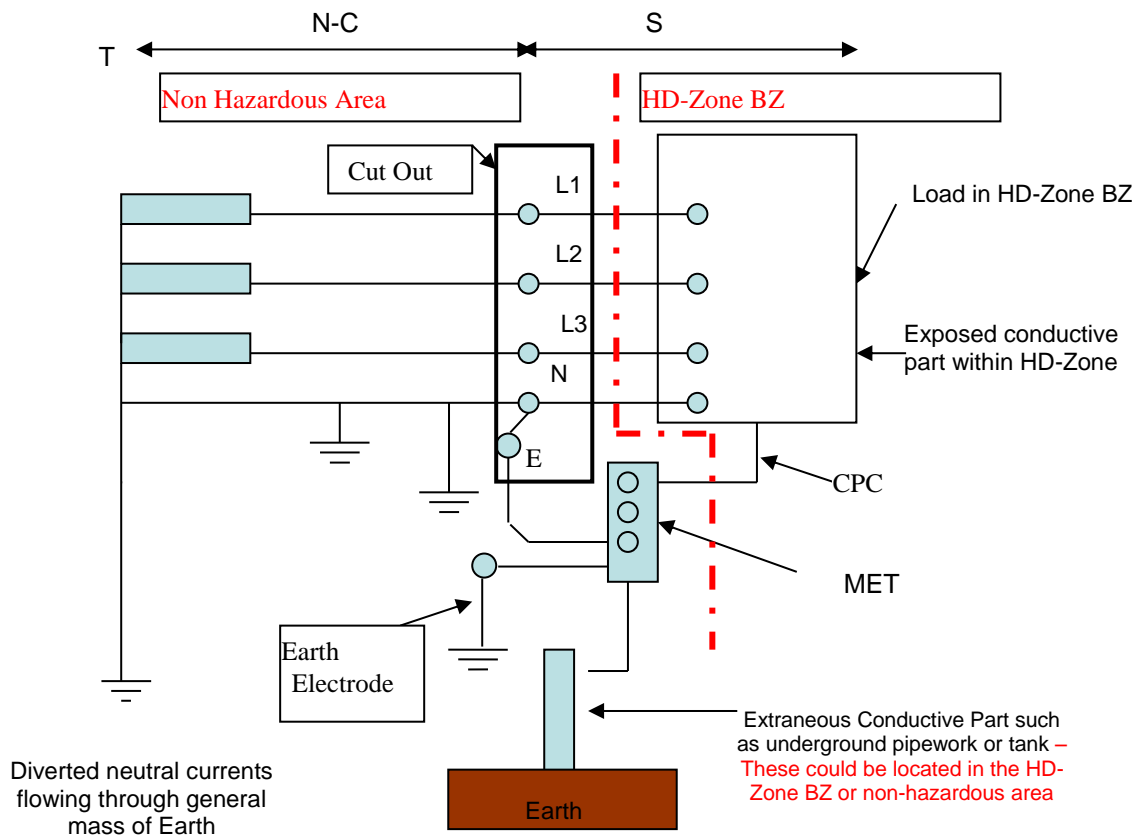 N-C
S
T
Non Hazardous Area
HD-Zone BZ
Cut Out
L1
Load in HD-Zone BZ
L2
L3
Exposed conductive
part within HD-Zone
N
E
CPC
MET
Earth
Electrode
Extraneous Conductive Part such
as underground pipework or tank –
These could be located in the HD-
Zone BZ or non-hazardous area
Diverted neutral currents
flowing through general
mass of Earth
Earth